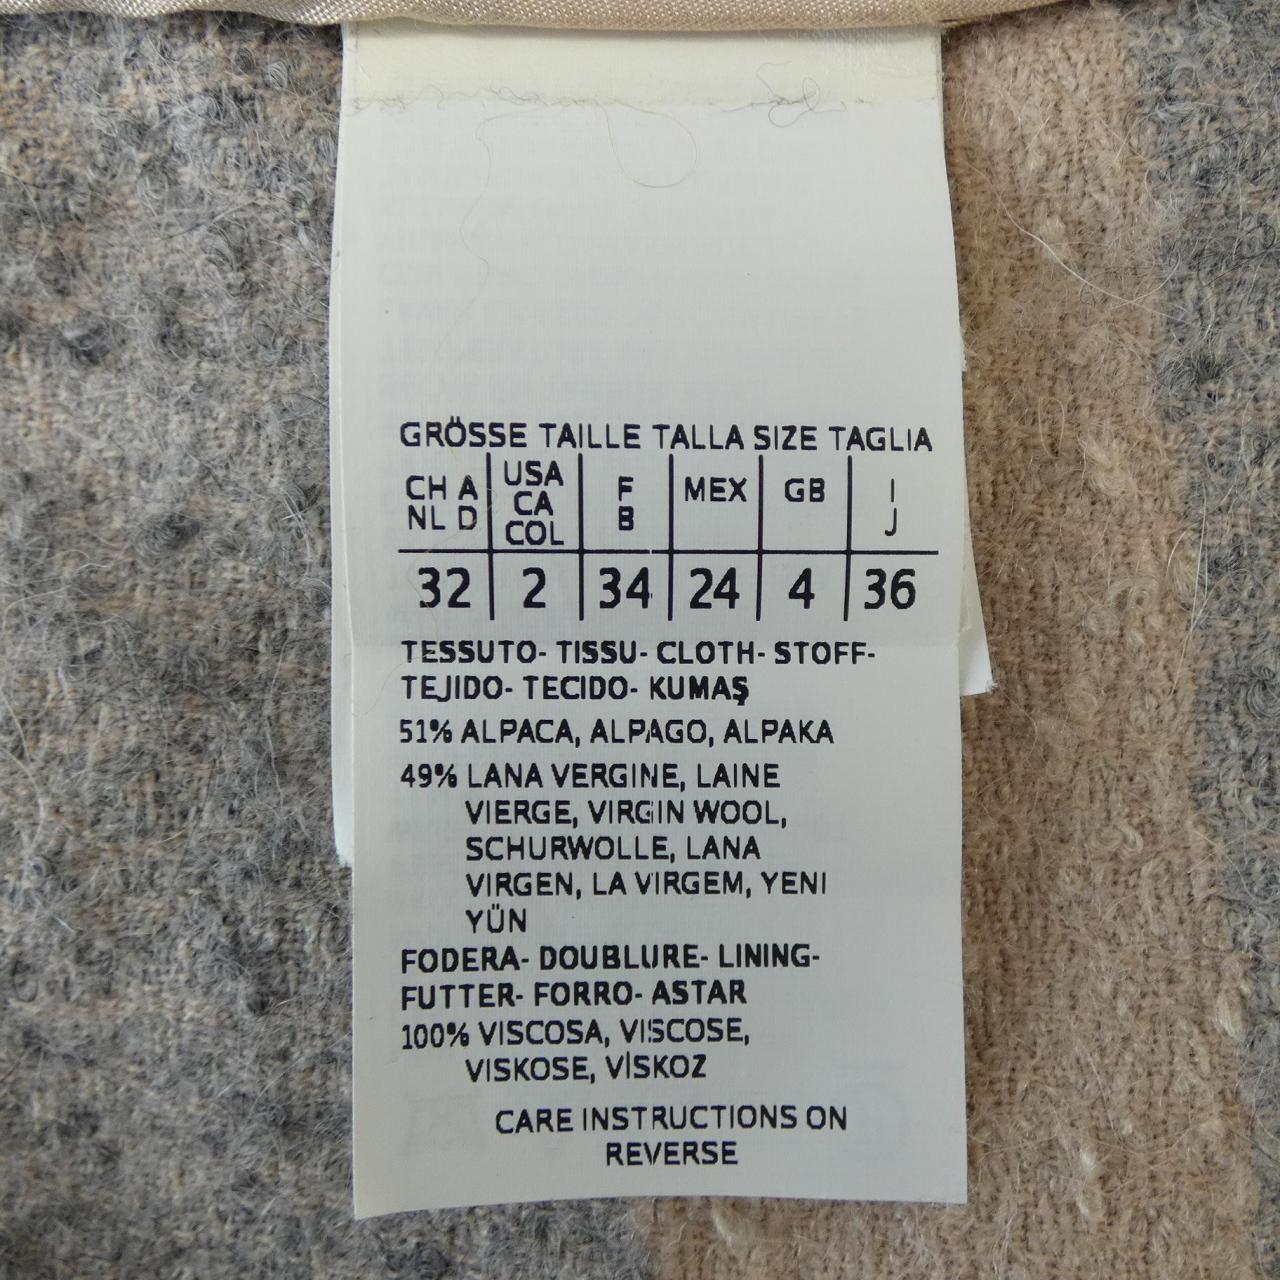 GRÖSSE TAILLE TALLA SIZE TAGLIA
CH A NL D | USA CA COL | F B | MEX | GB | I J
32 | 2 | 34 | 24 | 4 | 36
TESSUTO- TISSU- CLOTH- STOFF-
TEJIDO- TECIDO- KUMAŞ
51% ALPACA, ALPAGO, ALPAKA
49% LANA VERGINE, LAINE
VIERGE, VIRGIN WOOL,
SCHURWOLLE, LANA
VIRGEN, LA VIRGEM, YENI
YÜN
FODERA- DOUBLURE- LINING-
FUTTER- FORRO- ASTAR
100% VISCOSA, VISCOSE,
VISKOSE, VİSKOZ
CARE INSTRUCTIONS ON
REVERSE